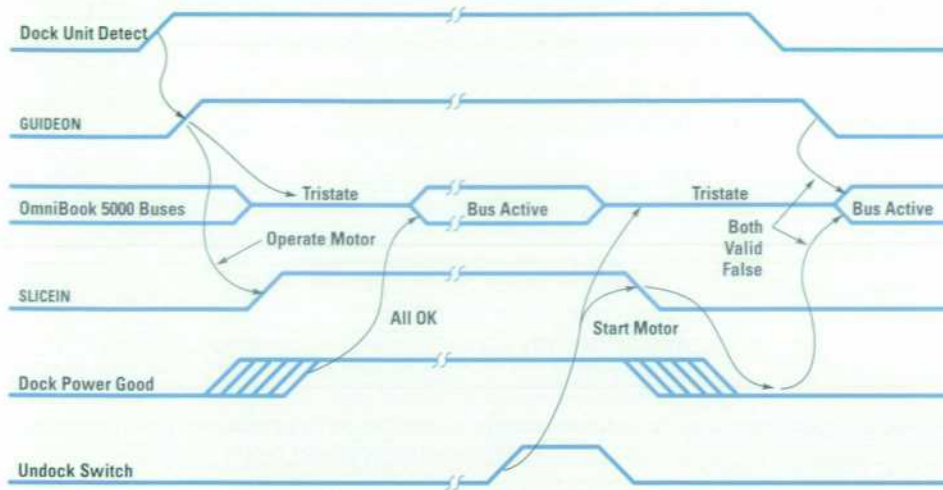 Dock Unit Detect
GUIDEON
Tristate
Tristate
OmniBook 5000 Buses
Bus Active
Bus Active
Operate Motor
Both
Valid
False
SLICEIN
All OK
Start Motor
Dock Power Good
Undock Switch